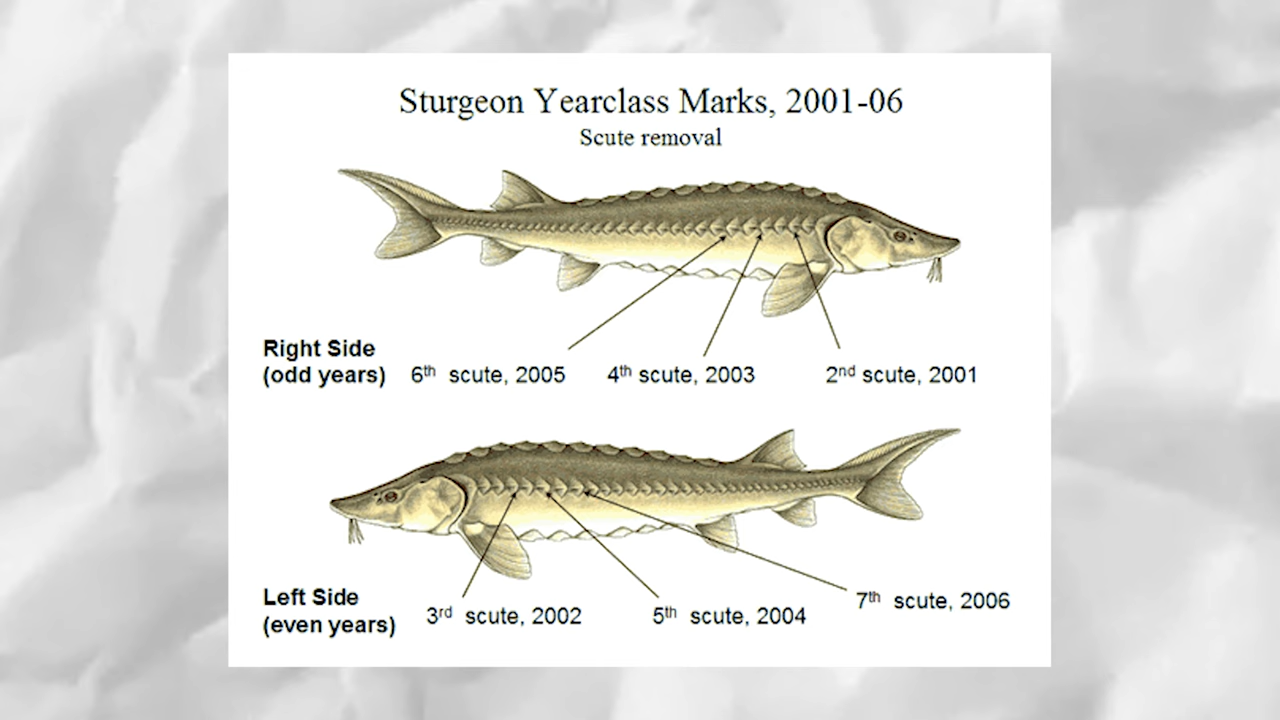 Sturgeon Yearclass Marks, 2001-06
Scute removal
Right Side
(odd years)
6th scute, 2005
4th scute, 2003
2nd scute, 2001
Left Side
(even years)
3rd scute, 2002
5th scute, 2004
7th scute, 2006